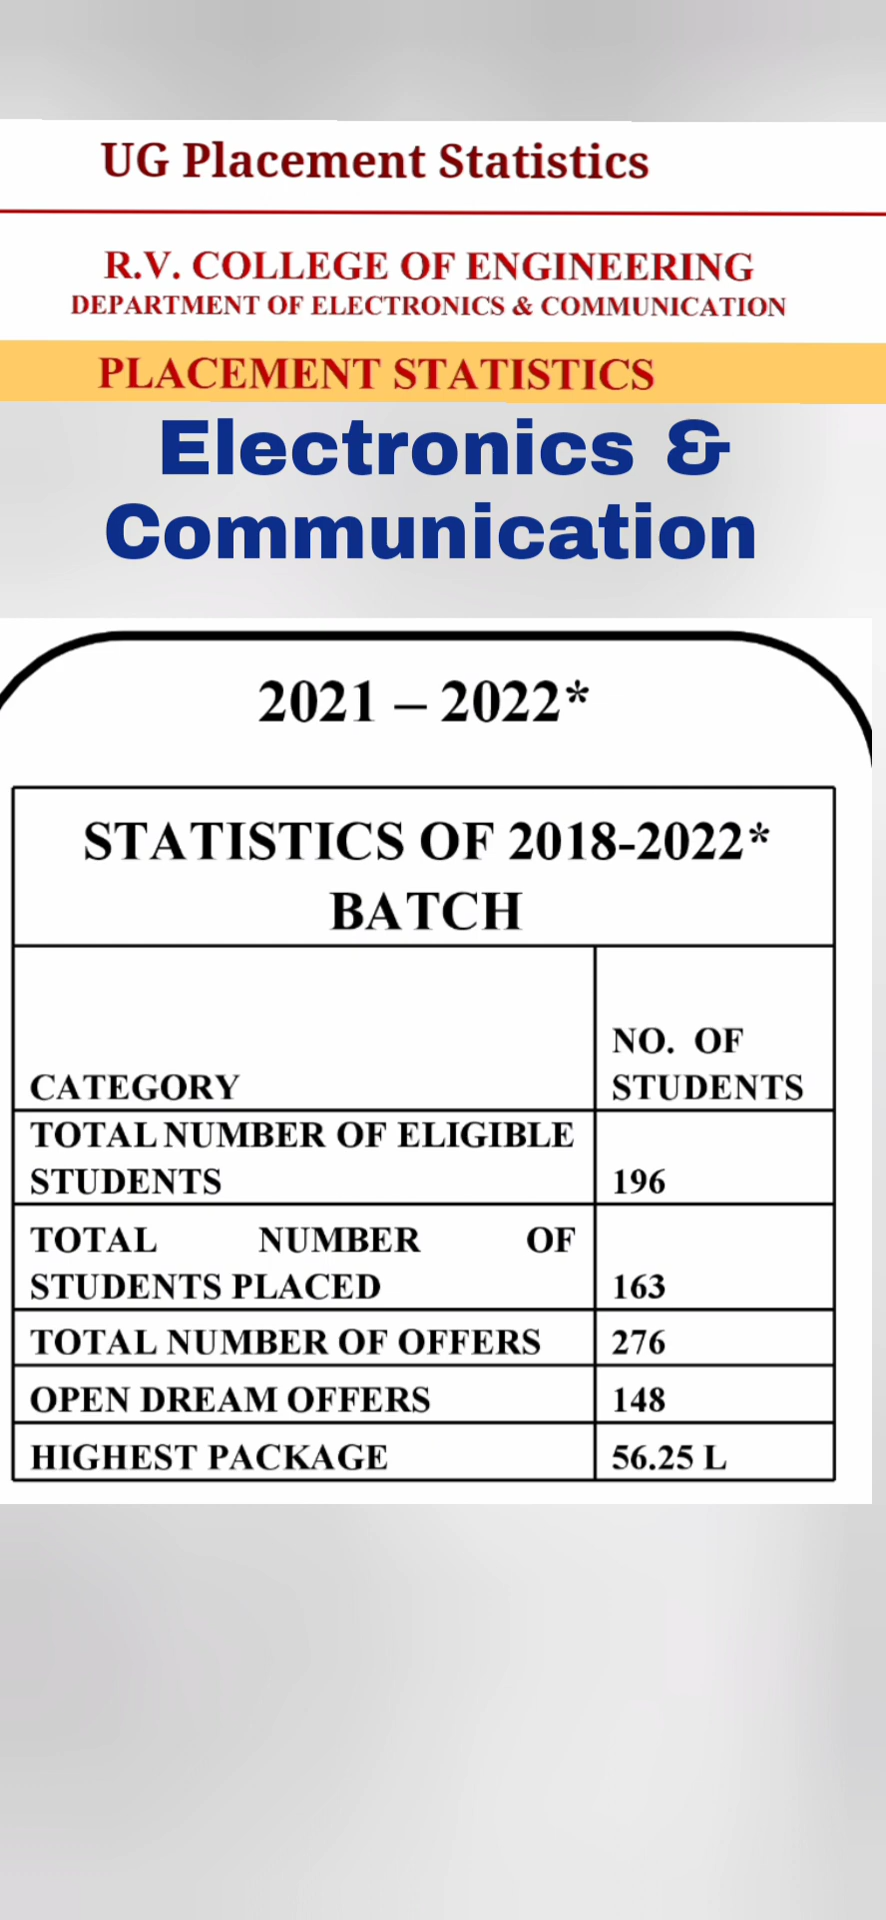 UG Placement Statistics
R.V. COLLEGE OF ENGINEERING
DEPARTMENT OF ELECTRONICS & COMMUNICATION
PLACEMENT STATISTICS
Electronics &
Communication
2021 – 2022*
STATISTICS OF 2018-2022*
BATCH
CATEGORY
NO. OF
STUDENTS
TOTAL NUMBER OF ELIGIBLE
STUDENTS
196
TOTAL NUMBER OF
STUDENTS PLACED
163
TOTAL NUMBER OF OFFERS
276
OPEN DREAM OFFERS
148
HIGHEST PACKAGE
56.25 L